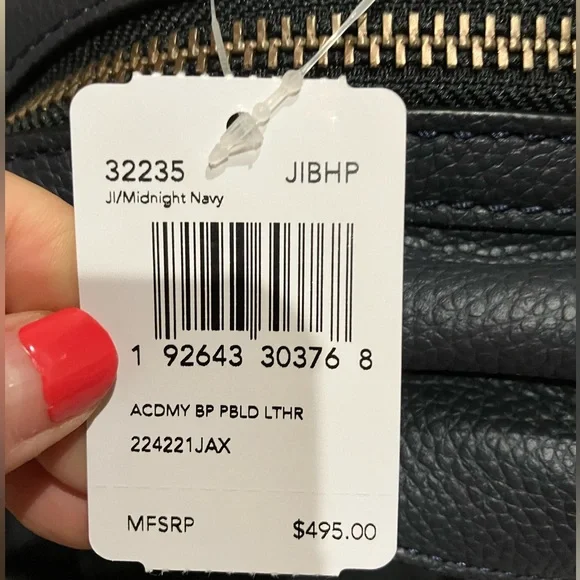 32235 JIBHP
JI/Midnight Navy
1 92643 30376 8
ACDMY BP PBLD LTHR
224221JAX
MFSRP $495.00